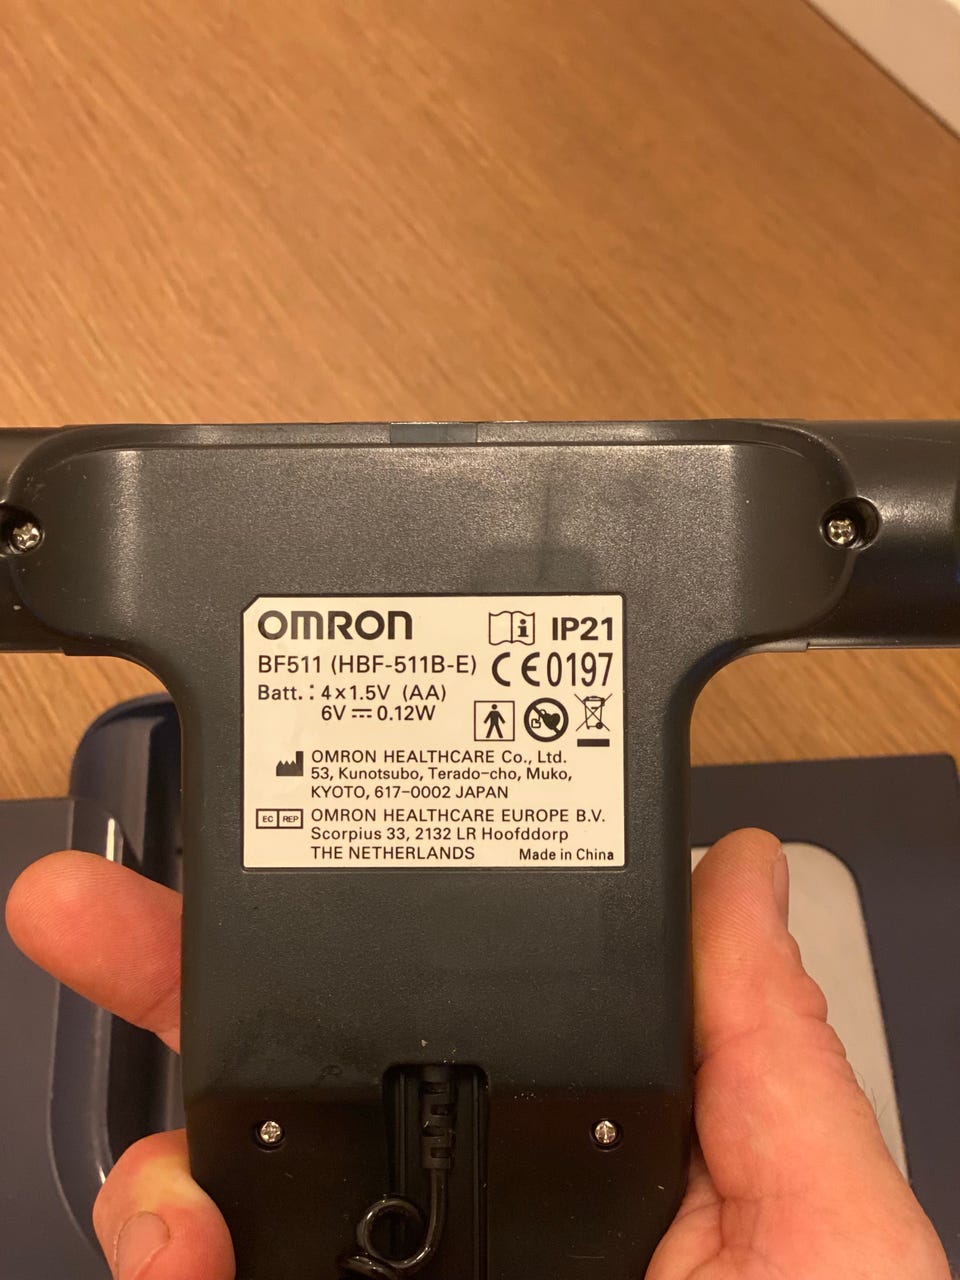 OMRON
IP21
BF511 (HBF-511B-E)
CE0197
Batt. : 4×1.5V (AA)
6V ⎓ 0.12W
OMRON HEALTHCARE Co., Ltd.
53, Kunotsubo, Terado-cho, Muko,
KYOTO, 617-0002 JAPAN
EC REP
OMRON HEALTHCARE EUROPE B.V.
Scorpius 33, 2132 LR Hoofddorp
THE NETHERLANDS
Made in China